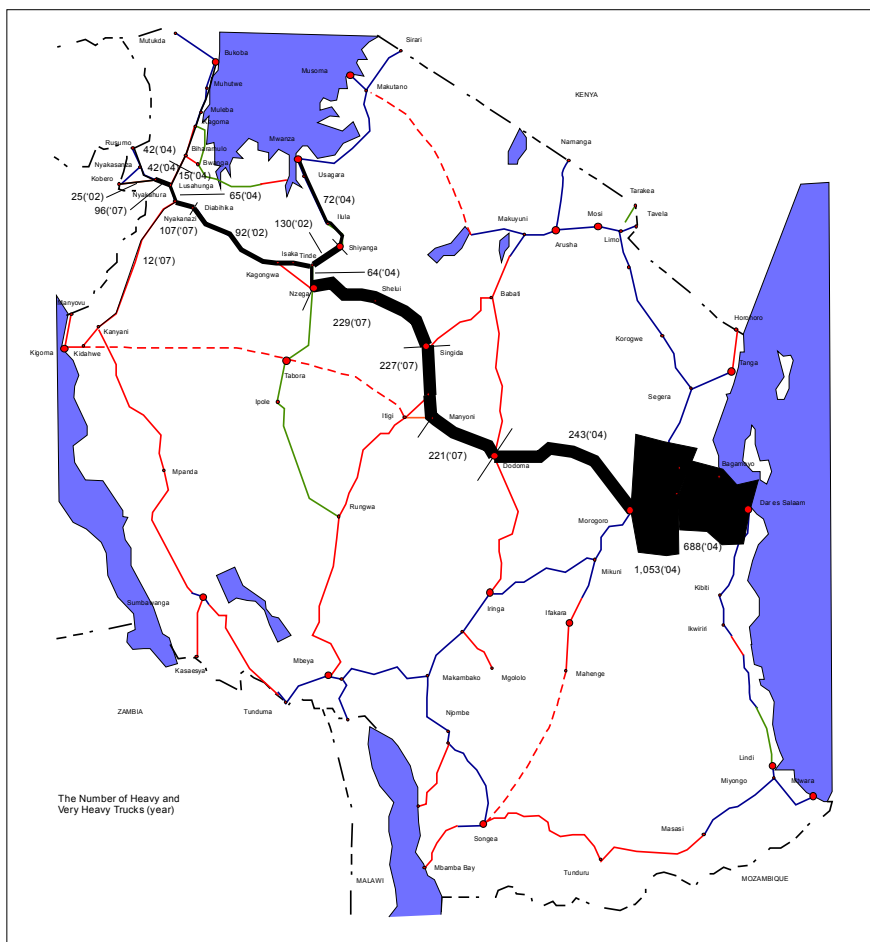 Mutukda
Bukoba
Sirari
Musoma
Muhutwe
Makutano
KENYA
Muleba
Kagoma
Mwanza
Rusumo
42('04)
Biharamulo
Namanga
Nyakasanza
42('04)
Bwanga
Usagara
Kobero
15('04)
Nyakahura
Lusahunga
65('04)
72('04)
Tarakea
25('02)
96('07)
Diabihika
Nyakanazi
Ilula
Makuyuni
Mosi
Tavela
107('07)
92('02)
130('02)
Arusha
Limo
Shiyanga
12('07)
Isaka
Tinde
Kagongwa
64('04)
Nzega
Shelui
Babati
Manyovu
Kanyani
229('07)
Horohoro
Korogwe
Kigoma
Kidahwe
Singida
227('07)
Tanga
Tabora
Segera
Ipole
Itigi
Manyoni
243('04)
221('07)
Dodoma
Mpanda
Bagamoyo
Dar es Salaam
Rungwa
Morogoro
688('04)
1,053('04)
Mikuni
Kibiti
Sumbawanga
Iringa
Ifakara
Ikwiriri
Kasaesya
Mbeya
Makambako
Mgololo
Mahenge
ZAMBIA
Tunduma
Njombe
Lindi
Miyongo
Mtwara
The Number of Heavy and
Very Heavy Trucks (year)
Songea
Masasi
Mbamba Bay
Tunduru
MALAWI
MOZAMBIQUE